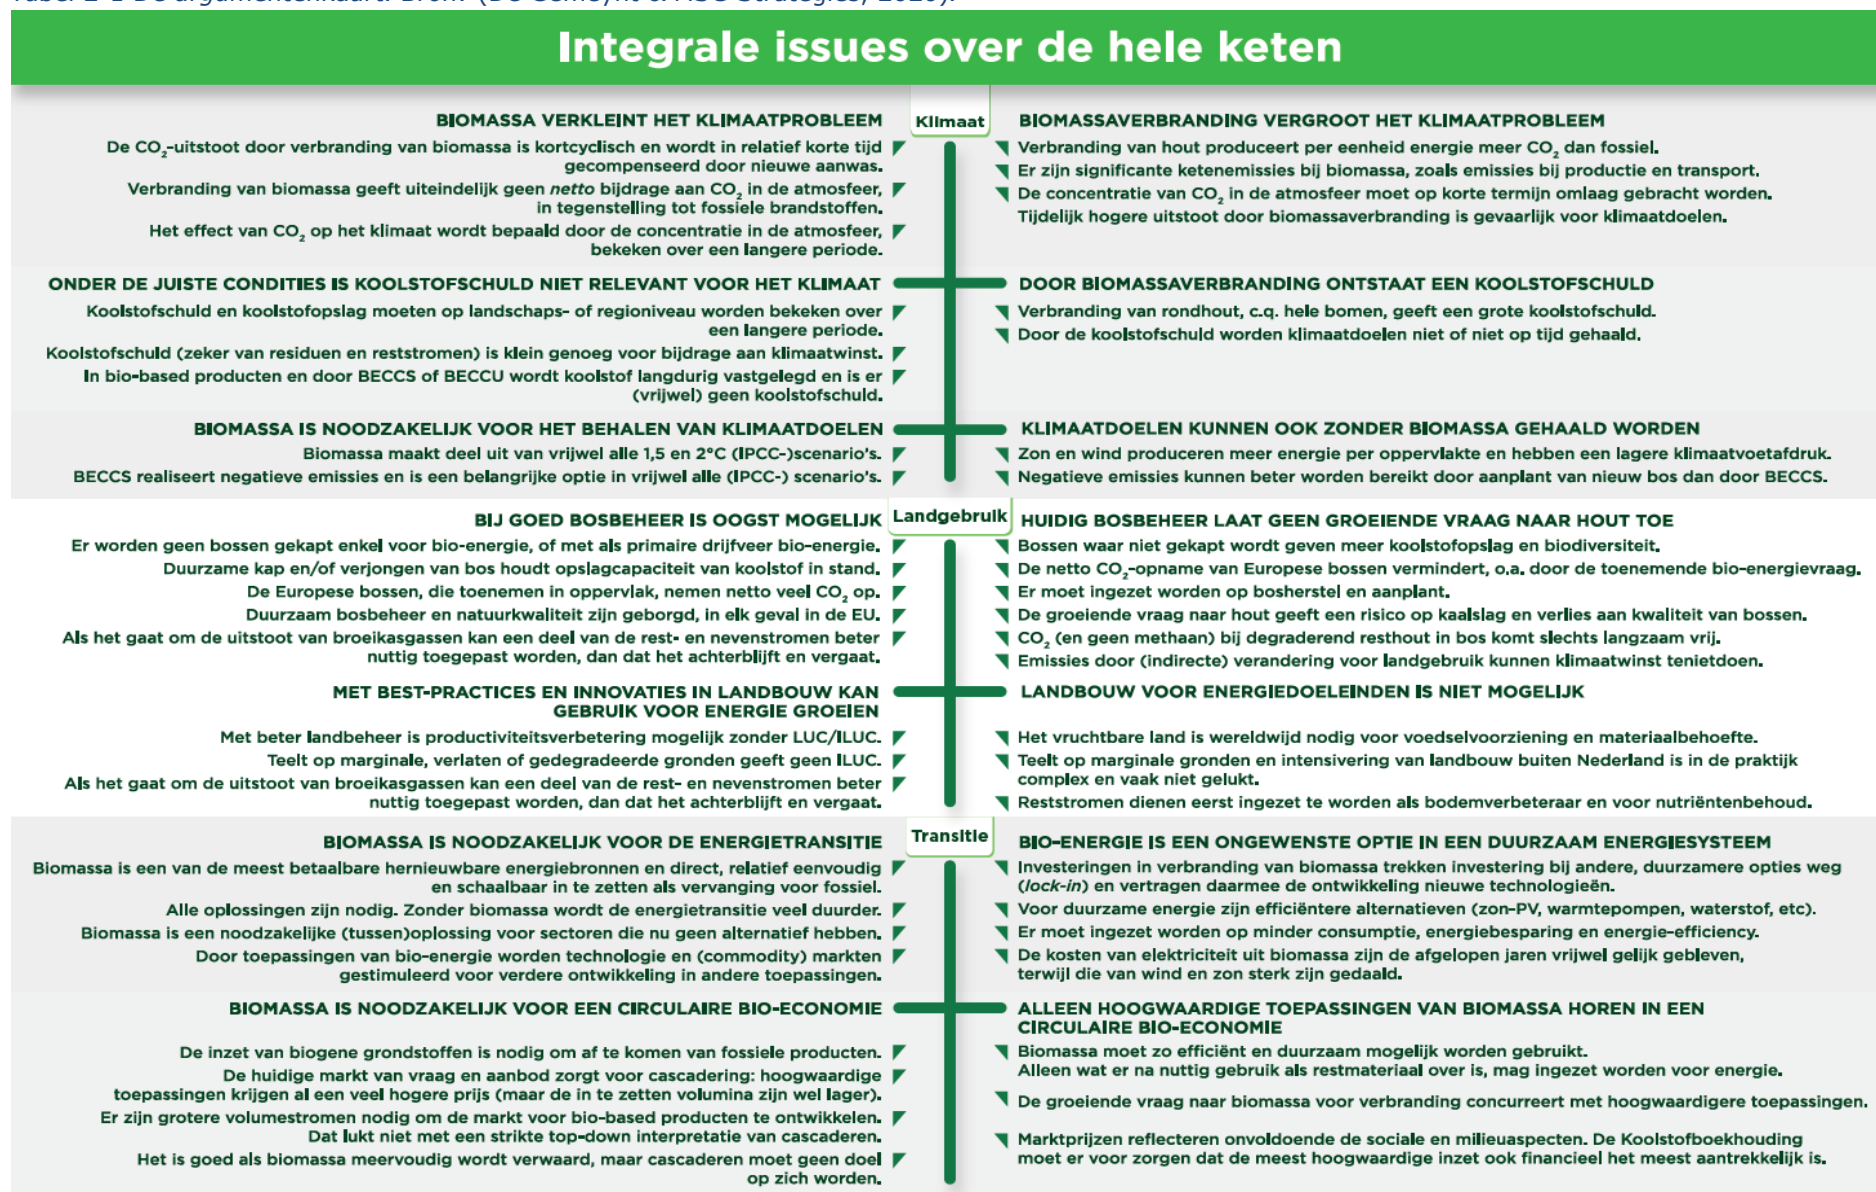 Tabel 2-1 De argumentenkaart. Bron: (De Gemeynt & MSG Strategies, 2020).
Integrale issues over de hele keten
Klimaat
BIOMASSA VERKLEINT HET KLIMAATPROBLEEM
De CO₂-uitstoot door verbranding van biomassa is kortcyclisch en wordt in relatief korte tijd
gecompenseerd door nieuwe aanwas.
Verbranding van biomassa geeft uiteindelijk geen netto bijdrage aan CO₂ in de atmosfeer,
in tegenstelling tot fossiele brandstoffen.
Het effect van CO₂ op het klimaat wordt bepaald door de concentratie in de atmosfeer,
bekeken over een langere periode.
BIOMASSAVERBRANDING VERGROOT HET KLIMAATPROBLEEM
Verbranding van hout produceert per eenheid energie meer CO₂ dan fossiel.
Er zijn significante ketenemissies bij biomassa, zoals emissies bij productie en transport.
De concentratie van CO₂ in de atmosfeer moet op korte termijn omlaag gebracht worden.
Tijdelijk hogere uitstoot door biomassaverbranding is gevaarlijk voor klimaatdoelen.
ONDER DE JUISTE CONDITIES IS KOOLSTOFSCHULD NIET RELEVANT VOOR HET KLIMAAT
Koolstofschuld en koolstofopslag moeten op landschaps- of regioniveau worden bekeken over
een langere periode.
Koolstofschuld (zeker van residuen en reststromen) is klein genoeg voor bijdrage aan klimaatwinst.
In bio-based producten en door BECCS of BECCU wordt koolstof langdurig vastgelegd en is er
(vrijwel) geen koolstofschuld.
DOOR BIOMASSAVERBRANDING ONTSTAAT EEN KOOLSTOFSCHULD
Verbranding van rondhout, c.q. hele bomen, geeft een grote koolstofschuld.
Door de koolstofschuld worden klimaatdoelen niet of niet op tijd gehaald.
BIOMASSA IS NOODZAKELIJK VOOR HET BEHALEN VAN KLIMAATDOELEN
Biomassa maakt deel uit van vrijwel alle 1,5 en 2°C (IPCC-)scenario's.
BECCS realiseert negatieve emissies en is een belangrijke optie in vrijwel alle (IPCC-) scenario's.
KLIMAATDOELEN KUNNEN OOK ZONDER BIOMASSA GEHAALD WORDEN
Zon en wind produceren meer energie per oppervlakte en hebben een lagere klimaatvoetafdruk.
Negatieve emissies kunnen beter worden bereikt door aanplant van nieuw bos dan door BECCS.
Landgebruik
BIJ GOED BOSBEHEER IS OOGST MOGELIJK
Er worden geen bossen gekapt enkel voor bio-energie, of met als primaire drijfveer bio-energie.
Duurzame kap en/of verjongen van bos houdt opslagcapaciteit van koolstof in stand.
De Europese bossen, die toenemen in oppervlak, nemen netto veel CO₂ op.
Duurzaam bosbeheer en natuurkwaliteit zijn geborgd, in elk geval in de EU.
Als het gaat om de uitstoot van broeikasgassen kan een deel van de rest- en nevenstromen beter
nuttig toegepast worden, dan dat het achterblijft en vergaat.
HUIDIG BOSBEHEER LAAT GEEN GROEIENDE VRAAG NAAR HOUT TOE
Bossen waar niet gekapt wordt geven meer koolstofopslag en biodiversiteit.
De netto CO₂-opname van Europese bossen vermindert, o.a. door de toenemende bio-energievraag.
Er moet ingezet worden op bosherstel en aanplant.
De groeiende vraag naar hout geeft een risico op kaalslag en verlies aan kwaliteit van bossen.
CO₂ (en geen methaan) bij degraderend resthout in bos komt slechts langzaam vrij.
Emissies door (indirecte) verandering voor landgebruik kunnen klimaatwinst tenietdoen.
MET BEST-PRACTICES EN INNOVATIES IN LANDBOUW KAN
GEBRUIK VOOR ENERGIE GROEIEN
Met beter landbeheer is productiviteitsverbetering mogelijk zonder LUC/ILUC.
Teelt op marginale, verlaten of gedegradeerde gronden geeft geen ILUC.
Als het gaat om de uitstoot van broeikasgassen kan een deel van de rest- en nevenstromen beter
nuttig toegepast worden, dan dat het achterblijft en vergaat.
LANDBOUW VOOR ENERGIEDOELEINDEN IS NIET MOGELIJK
Het vruchtbare land is wereldwijd nodig voor voedselvoorziening en materiaalbehoefte.
Teelt op marginale gronden en intensivering van landbouw buiten Nederland is in de praktijk
complex en vaak niet gelukt.
Reststromen dienen eerst ingezet te worden als bodemverbeteraar en voor nutriëntenbehoud.
Transitie
BIOMASSA IS NOODZAKELIJK VOOR DE ENERGIETRANSITIE
Biomassa is een van de meest betaalbare hernieuwbare energiebronnen en direct, relatief eenvoudig
en schaalbaar in te zetten als vervanging voor fossiel.
Alle oplossingen zijn nodig. Zonder biomassa wordt de energietransitie veel duurder.
Biomassa is een noodzakelijke (tussen)oplossing voor sectoren die nu geen alternatief hebben.
Door toepassingen van bio-energie worden technologie en (commodity) markten
gestimuleerd voor verdere ontwikkeling in andere toepassingen.
BIO-ENERGIE IS EEN ONGEWENSTE OPTIE IN EEN DUURZAAM ENERGIESYSTEEM
Investeringen in verbranding van biomassa trekken investering bij andere, duurzamere opties weg
(lock-in) en vertragen daarmee de ontwikkeling nieuwe technologieën.
Voor duurzame energie zijn efficiëntere alternatieven (zon-PV, warmtepompen, waterstof, etc).
Er moet ingezet worden op minder consumptie, energiebesparing en energie-efficiency.
De kosten van elektriciteit uit biomassa zijn de afgelopen jaren vrijwel gelijk gebleven,
terwijl die van wind en zon sterk zijn gedaald.
BIOMASSA IS NOODZAKELIJK VOOR EEN CIRCULAIRE BIO-ECONOMIE
De inzet van biogene grondstoffen is nodig om af te komen van fossiele producten.
De huidige markt van vraag en aanbod zorgt voor cascadering: hoogwaardige
toepassingen krijgen al een veel hogere prijs (maar de in te zetten volumina zijn wel lager).
Er zijn grotere volumestromen nodig om de markt voor bio-based producten te ontwikkelen.
Dat lukt niet met een strikte top-down interpretatie van cascaderen.
Het is goed als biomassa meervoudig wordt verwaard, maar cascaderen moet geen doel
op zich worden.
ALLEEN HOOGWAARDIGE TOEPASSINGEN VAN BIOMASSA HOREN IN EEN
CIRCULAIRE BIO-ECONOMIE
Biomassa moet zo efficiënt en duurzaam mogelijk worden gebruikt.
Alleen wat er na nuttig gebruik als restmateriaal over is, mag ingezet worden voor energie.
De groeiende vraag naar biomassa voor verbranding concurreert met hoogwaardigere toepassingen.
Marktprijzen reflecteren onvoldoende de sociale en milieuaspecten. De Koolstofboekhouding
moet er voor zorgen dat de meest hoogwaardige inzet ook financieel het meest aantrekkelijk is.